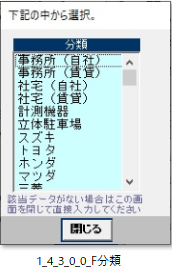 下記の中から選択。
分類
事務所（自社）
事務所（賃貸）
社宅（自社）
社宅（賃貸）
計測機器
立体駐車場
スズキ
トヨタ
ホンダ
マツダ
三菱
該当データがない場合はこの画
面を閉じて直接入力してください
閉じる
1_4_3_0_0_F分類